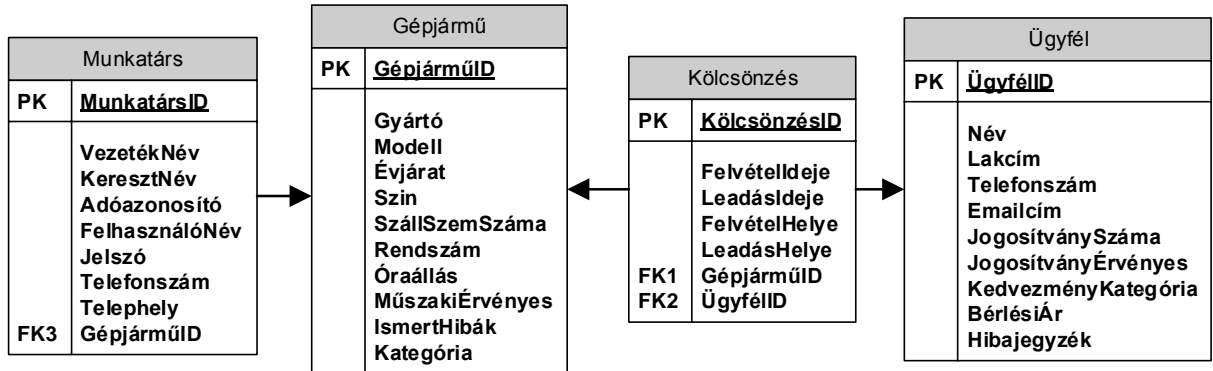 Munkatárs
PK MunkatársID
VezetékNév
KeresztNév
Adóazonosító
FelhasználóNév
Jelszó
Telefonszám
Telephely
FK3 GépjárműID
Gépjármű
PK GépjárműID
Gyártó
Modell
Évjárat
Szin
SzállSzemSzáma
Rendszám
Óraállás
MűszakiÉrvényes
IsmertHibák
Kategória
Kölcsönzés
PK KölcsönzésID
FelvételIdeje
LeadásIdeje
FelvételHelye
LeadásHelye
FK1 GépjárműID
FK2 ÜgyfélID
Ügyfél
PK ÜgyfélID
Név
Lakcím
Telefonszám
Emailcím
JogosítványSzáma
JogosítványÉrvényes
KedvezményKategória
BérlésiÁr
Hibajegyzék